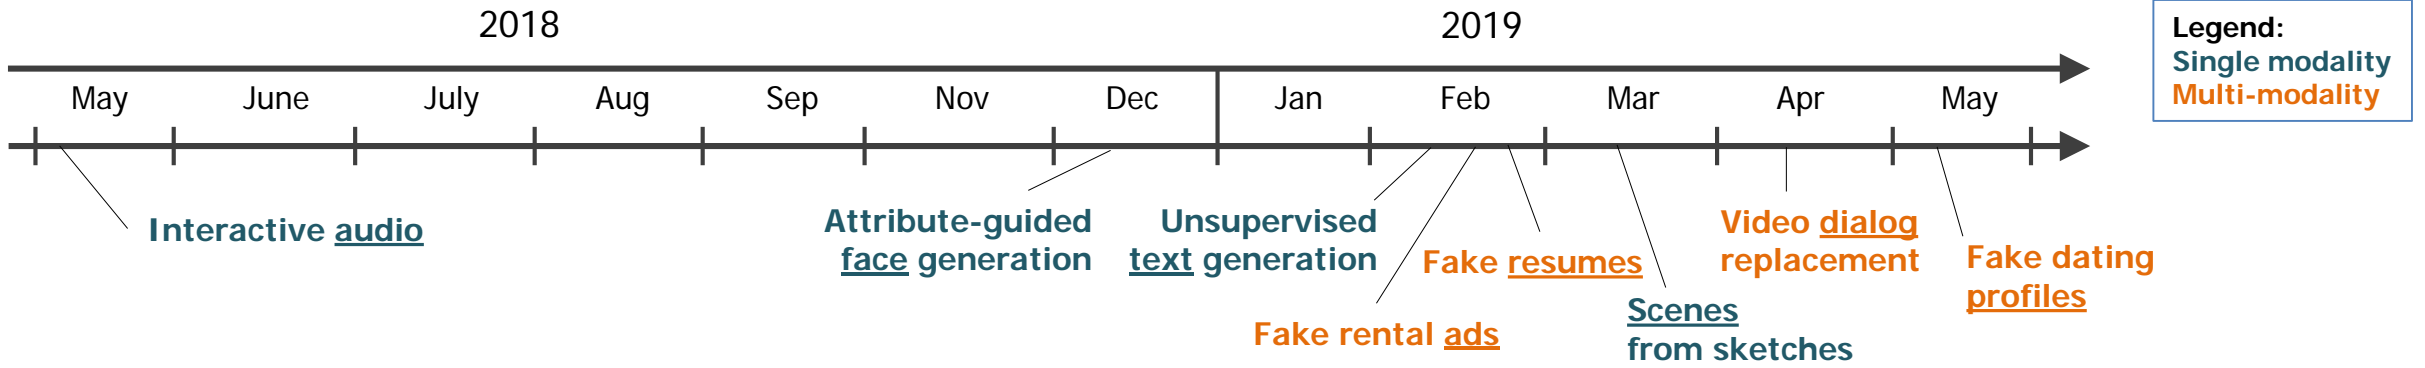 2018
2019
May
June
July
Aug
Sep
Nov
Dec
Jan
Feb
Mar
Apr
May
Interactive audio
Attribute-guided
face generation
Unsupervised
text generation
Fake rental ads
Fake resumes
Scenes
from sketches
Video dialog
replacement
Fake dating
profiles
Legend:
Single modality
Multi-modality